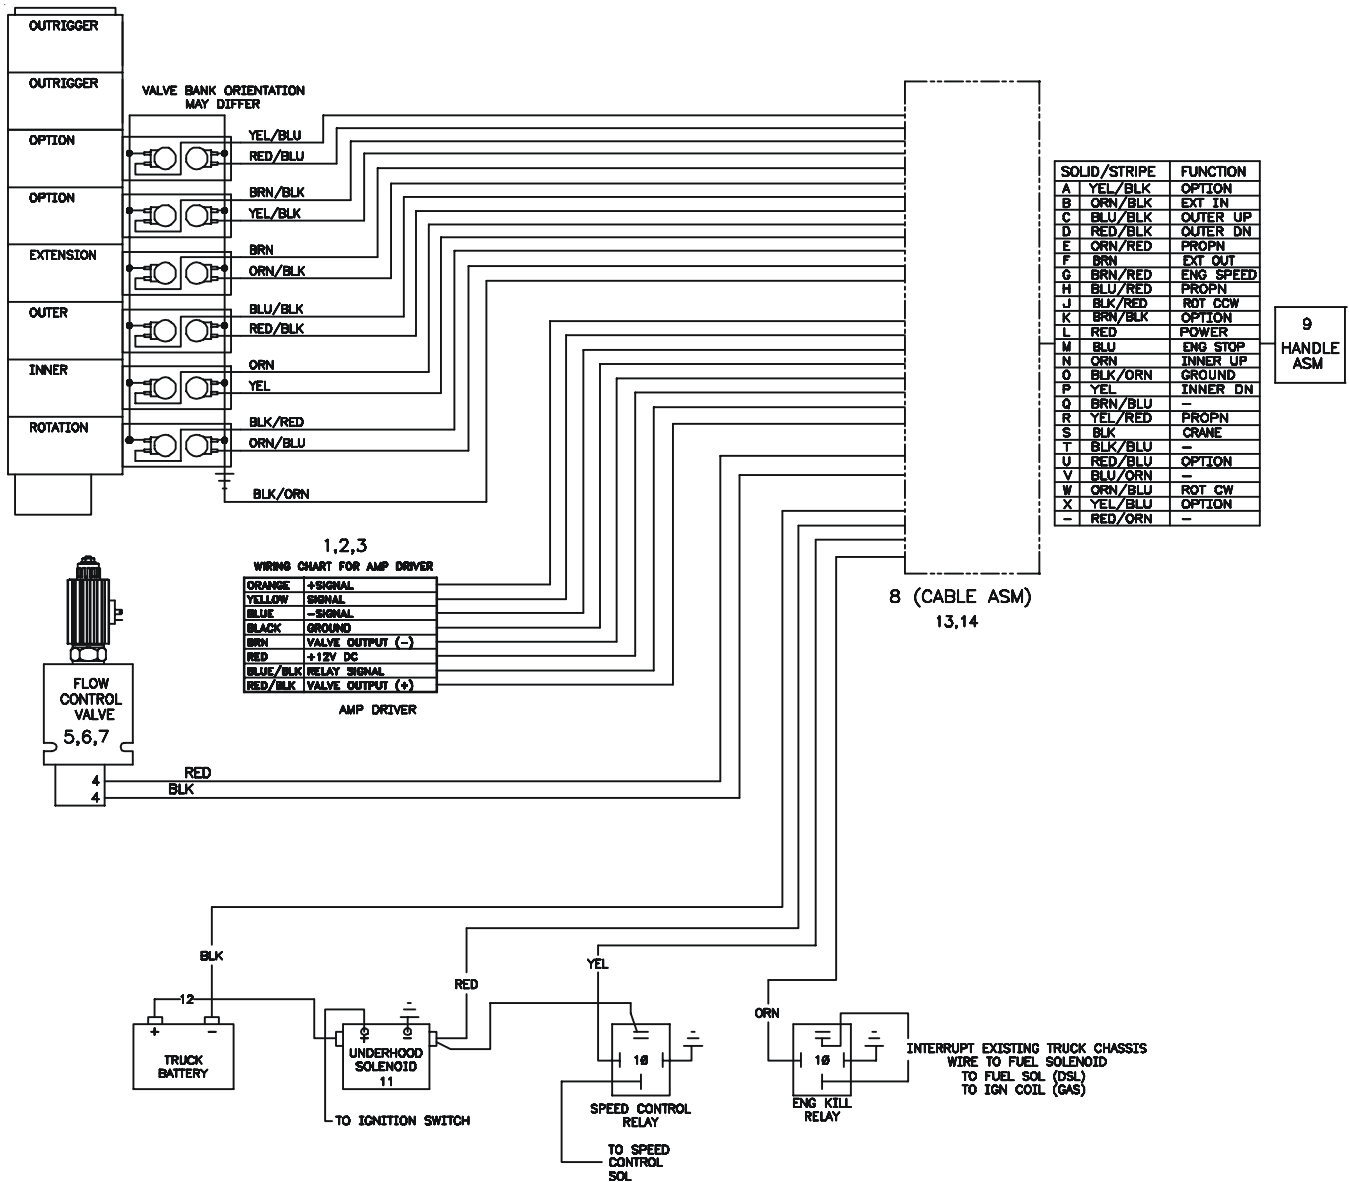 OUTRIGGER
OUTRIGGER
OPTION
OPTION
EXTENSION
OUTER
INNER
ROTATION
VALVE BANK ORIENTATION
MAY DIFFER
YEL/BLU
RED/BLU
BRN/BLK
YEL/BLK
BRN
ORN/BLK
BLU/BLK
RED/BLK
ORN
YEL
BLK/RED
ORN/BLU
BLK/ORN
SOLID/STRIPE FUNCTION
A YEL/BLK OPTION
B ORN/BLK EXT IN
C BLU/BLK OUTER UP
D RED/BLK OUTER DN
E ORN/RED PROPN
F BRN EXT OUT
G BRN/RED ENG SPEED
H BLU/RED PROPN
J BLK/RED ROT CCW
K BRN/BLK OPTION
L RED POWER
M BLU ENG STOP
N ORN INNER UP
O BLK/ORN GROUND
P YEL INNER DN
Q BRN/BLU -
R YEL/RED PROPN
S BLK CRANE
T BLK/BLU -
U RED/BLU OPTION
V BLU/ORN -
W ORN/BLU ROT CW
X YEL/BLU OPTION
- RED/ORN -
9
HANDLE
ASM
8 (CABLE ASM)
13,14
1,2,3
WIRING CHART FOR AMP DRIVER
ORANGE +SIGNAL
YELLOW SIGNAL
BLUE -SIGNAL
BLACK GROUND
BRN VALVE OUTPUT (-)
RED +12V DC
BLUE/BLK RELAY SIGNAL
RED/BLK VALVE OUTPUT (+)
AMP DRIVER
FLOW
CONTROL
VALVE
5,6,7
4
4
RED
BLK
BLK
12
+ -
TRUCK
BATTERY
RED
+ -
UNDERHOOD
SOLENOID
11
TO IGNITION SWITCH
YEL
10
SPEED CONTROL
RELAY
TO SPEED
CONTROL
SOL
ORN
10
ENG KILL
RELAY
INTERRUPT EXISTING TRUCK CHASSIS
WIRE TO FUEL SOLENOID
TO FUEL SOL (DSL)
TO IGN COIL (GAS)